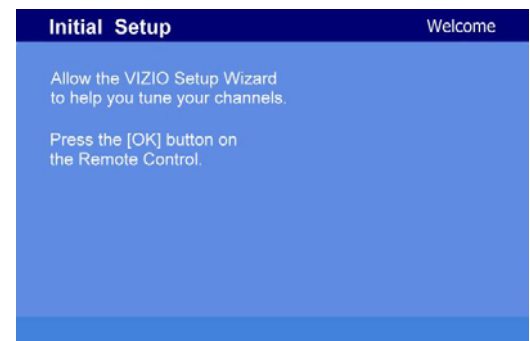 Initial Setup Welcome
Allow the VIZIO Setup Wizard
to help you tune your channels.
Press the [OK] button on
the Remote Control.